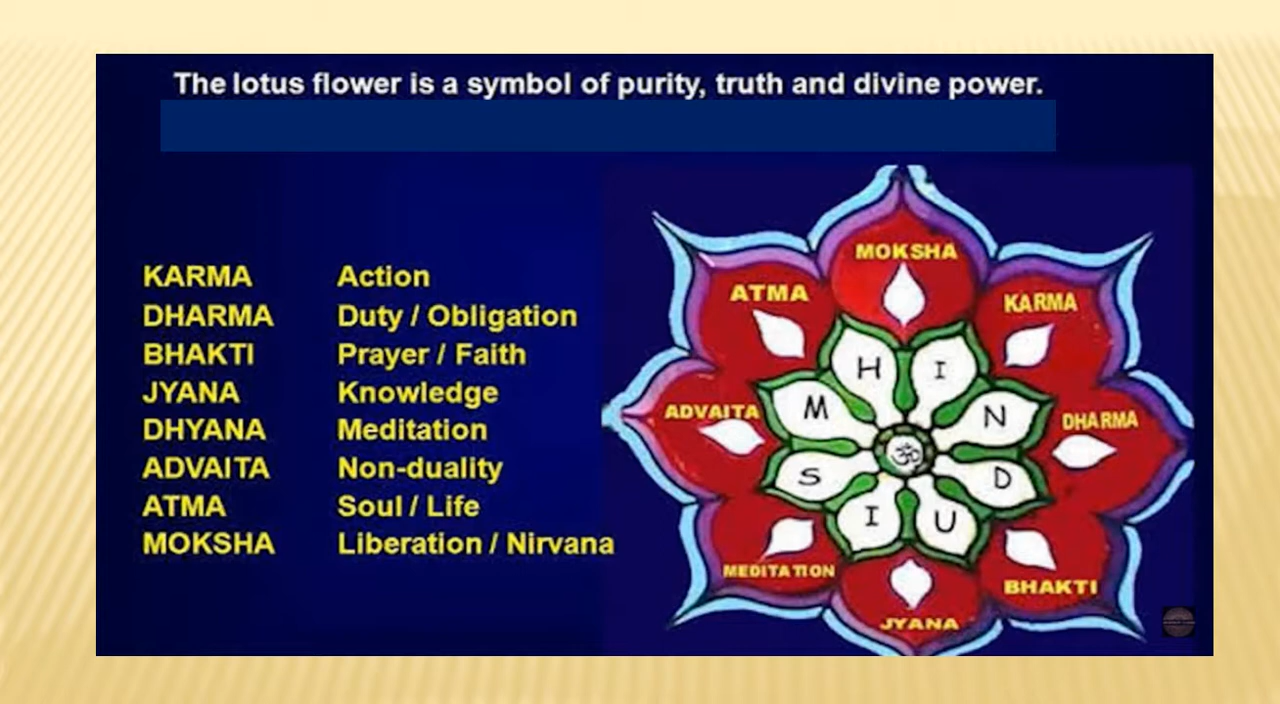 The lotus flower is a symbol of purity, truth and divine power.
KARMA Action
DHARMA Duty / Obligation
BHAKTI Prayer / Faith
JYANA Knowledge
DHYANA Meditation
ADVAITA Non-duality
ATMA Soul / Life
MOKSHA Liberation / Nirvana
MOKSHA
KARMA
DHARMA
BHAKTI
JYANA
MEDITATION
ADVAITA
ATMA
H I N D U I S M
ॐ